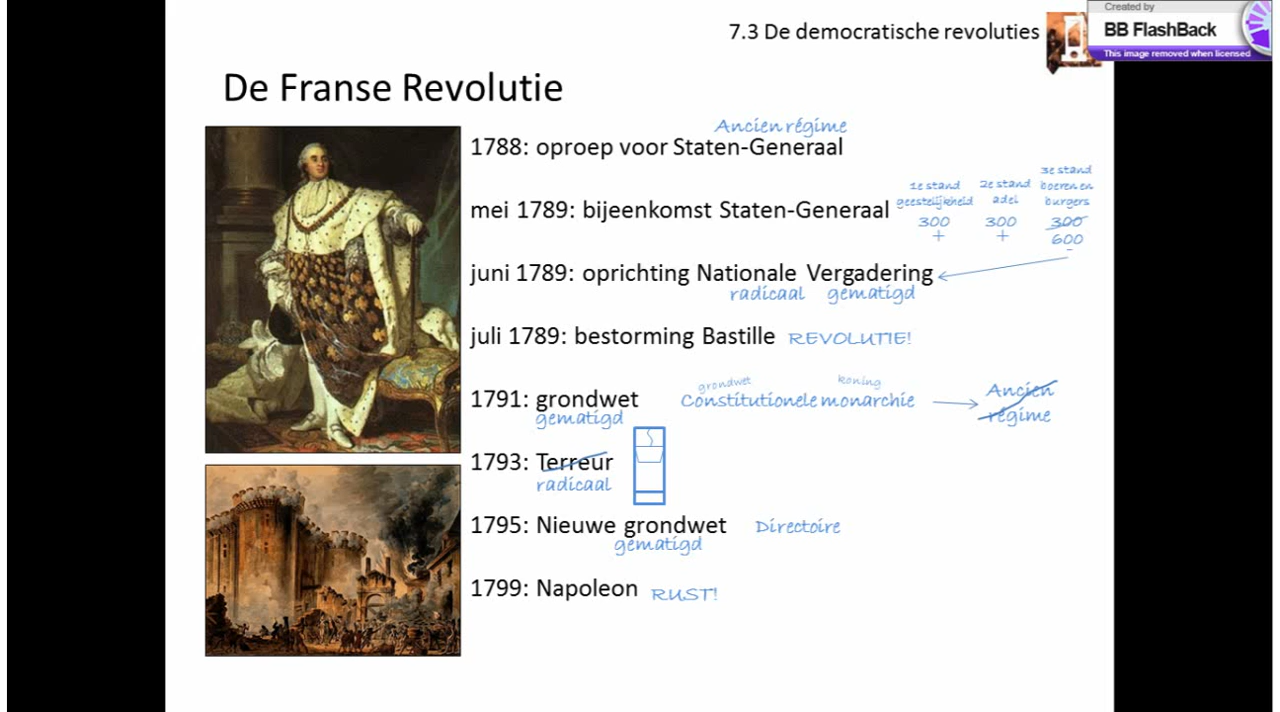 Created by
BB FlashBack
This image removed when licensed
7.3 De democratische revoluties
De Franse Revolutie
Ancien régime
1788: oproep voor Staten-Generaal
mei 1789: bijeenkomst Staten-Generaal
1e stand
geestelijkheid
300
+
2e stand
adel
300
+
3e stand
boeren en
burgers
300
600
-
juni 1789: oprichting Nationale Vergadering
radicaal gematigd
juli 1789: bestorming Bastille REVOLUTIE!
grondwet koning
1791: grondwet Constitutionele monarchie
Ancien
régime
gematigd
1793: Terreur
radicaal
1795: Nieuwe grondwet Directoire
gematigd
1799: Napoleon RUST!